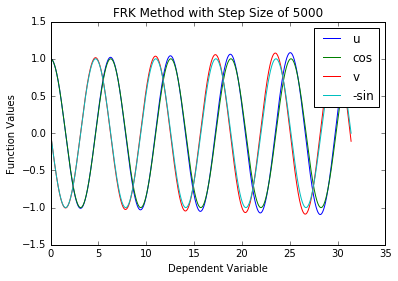 FRK Method with Step Size of 5000
1.5
1.0
0.5
0.0
−0.5
−1.0
−1.5
Function Values
u
cos
v
-sin
0 5 10 15 20 25 30 35
Dependent Variable